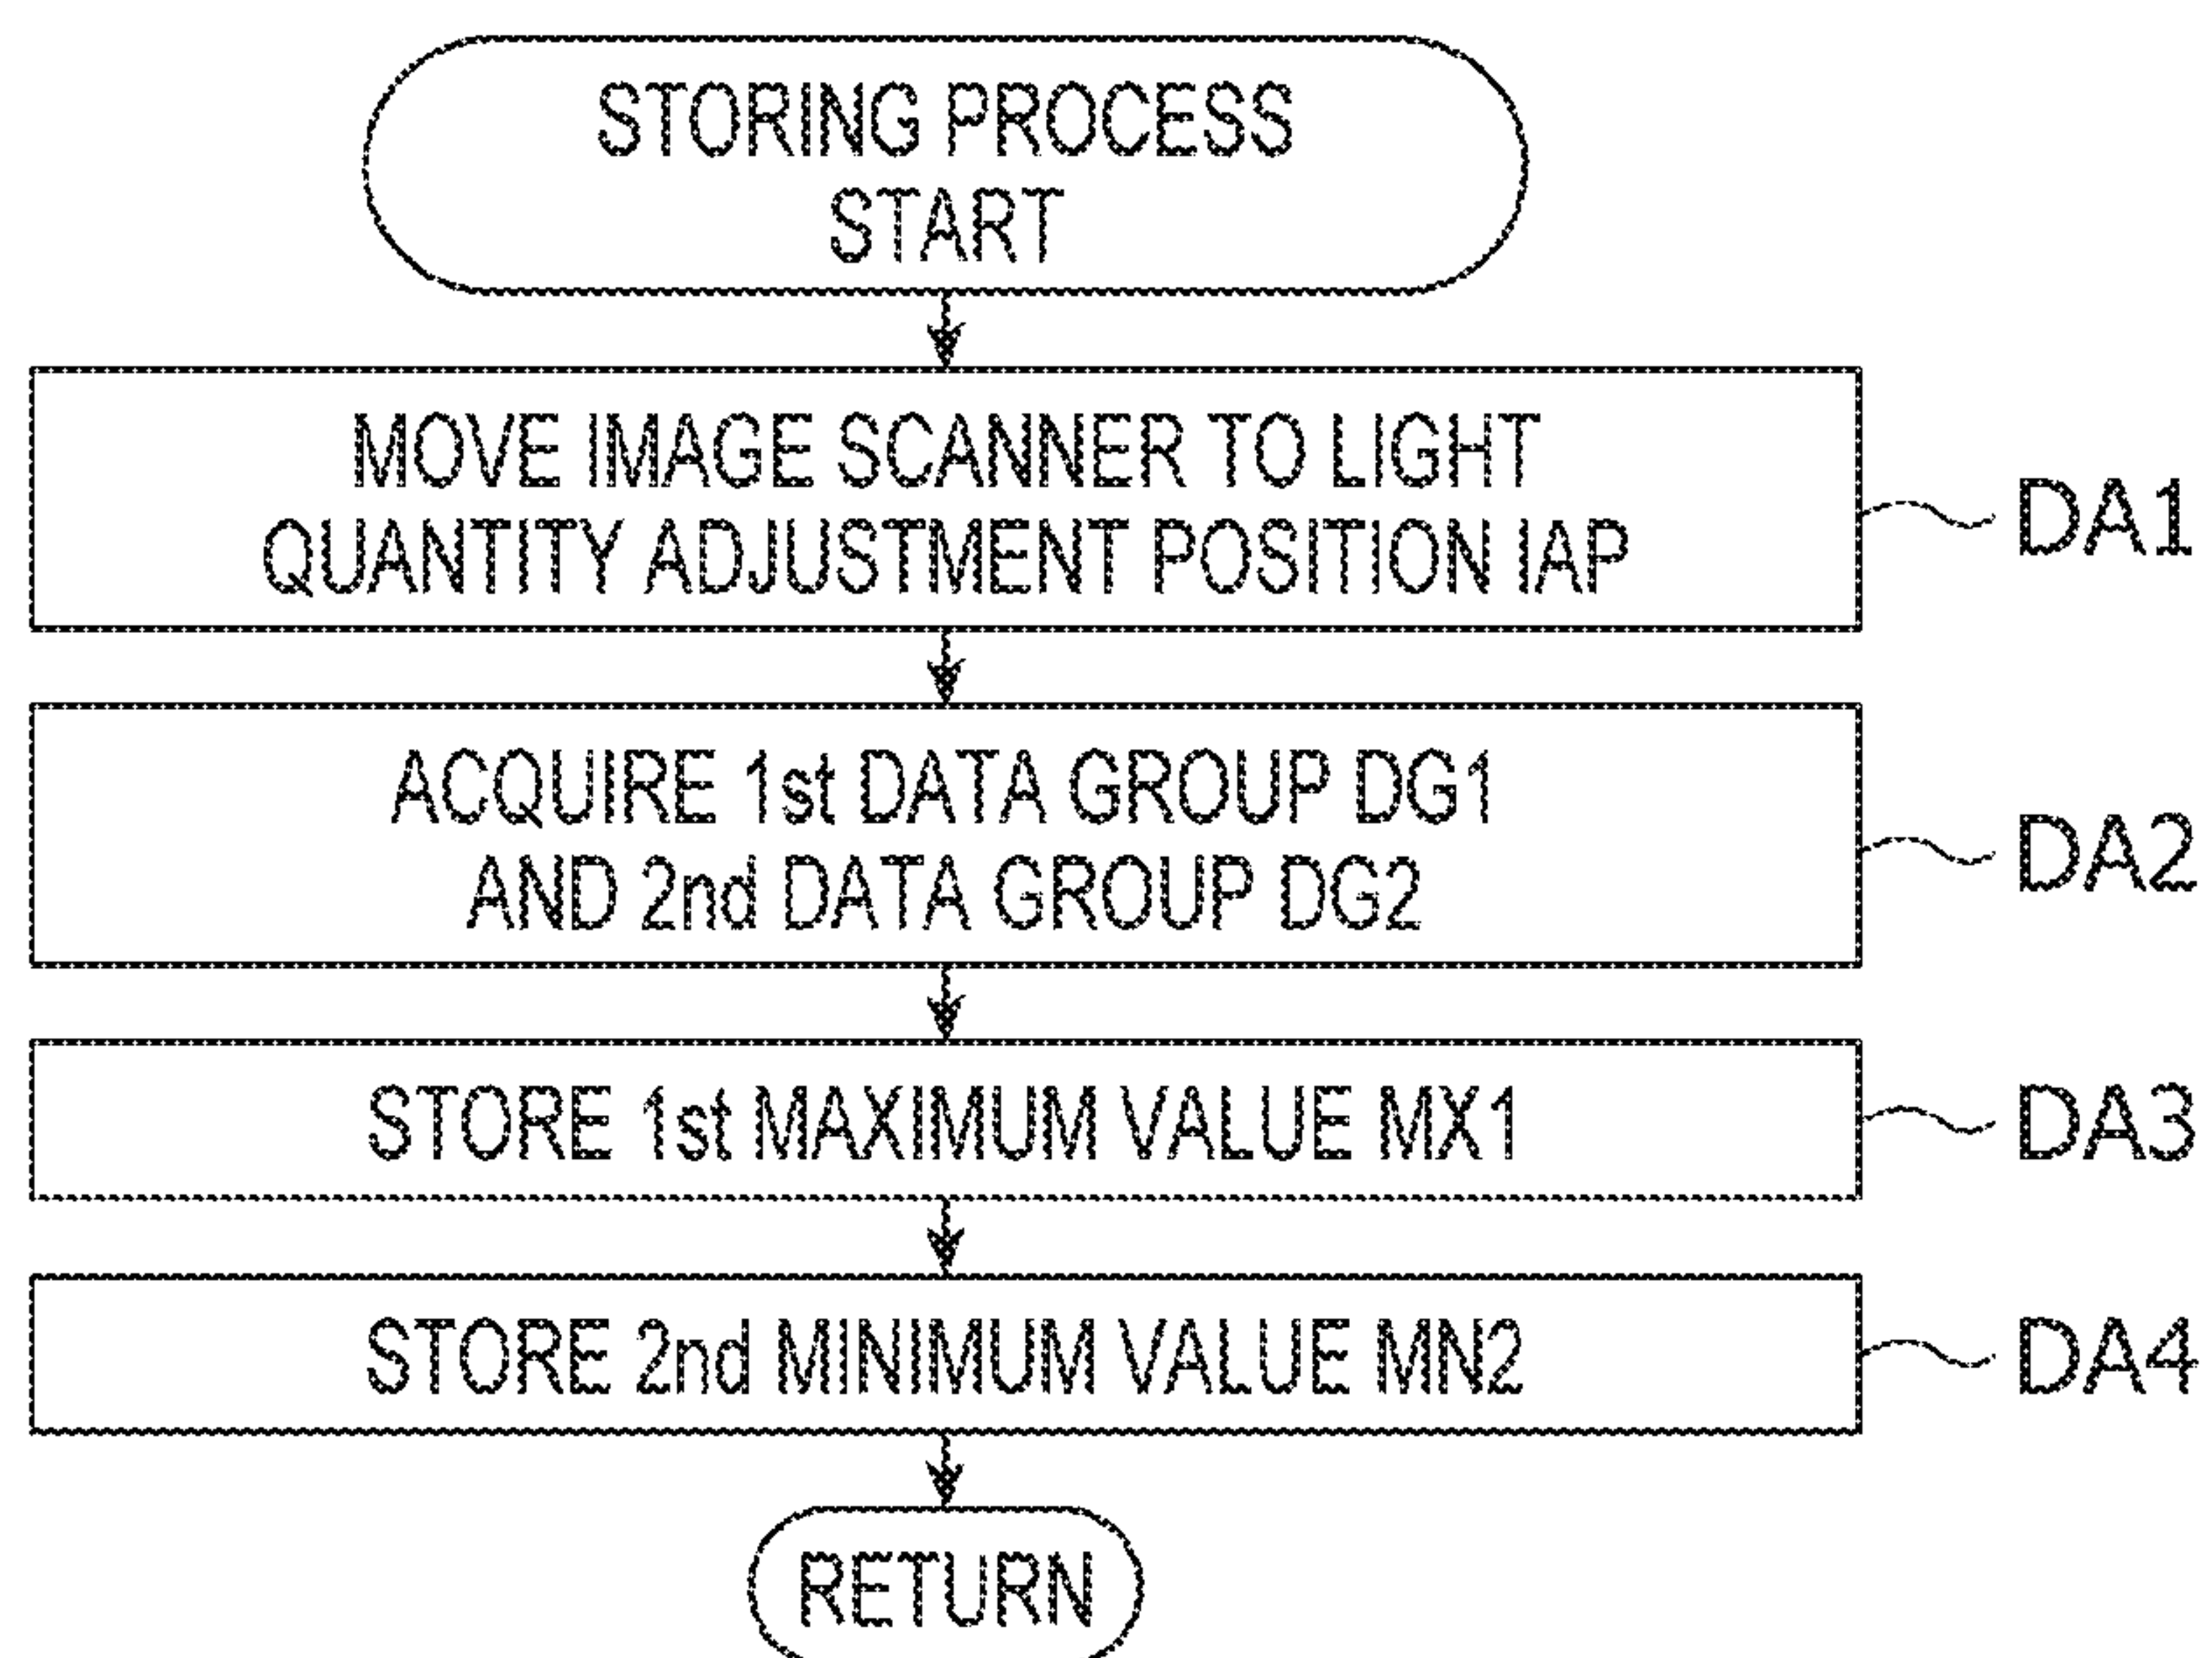 STORING PROCESS
START
MOVE IMAGE SCANNER TO LIGHT
QUANTITY ADJUSTMENT POSITION IAP
DA1
ACQUIRE 1st DATA GROUP DG1
AND 2nd DATA GROUP DG2
DA2
STORE 1st MAXIMUM VALUE MX1
DA3
STORE 2nd MINIMUM VALUE MN2
DA4
RETURN